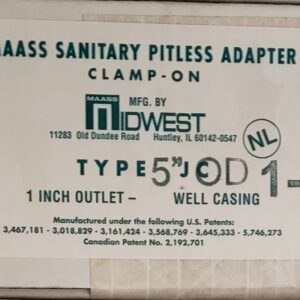 MAASS SANITARY PITLESS ADAPTER
CLAMP-ON
MFG. BY
MAASS
MIDWEST
11283 Old Dundee Road Huntley, IL 60142-0547
NL
TYPE 5" JC OD 1-
1 INCH OUTLET – WELL CASING
Manufactured under the following U.S. Patents:
3,467,181 - 3,018,829 - 3,161,424 - 3,568,769 - 3,645,333 - 5,746,273
Canadian Patent No. 2,192,701